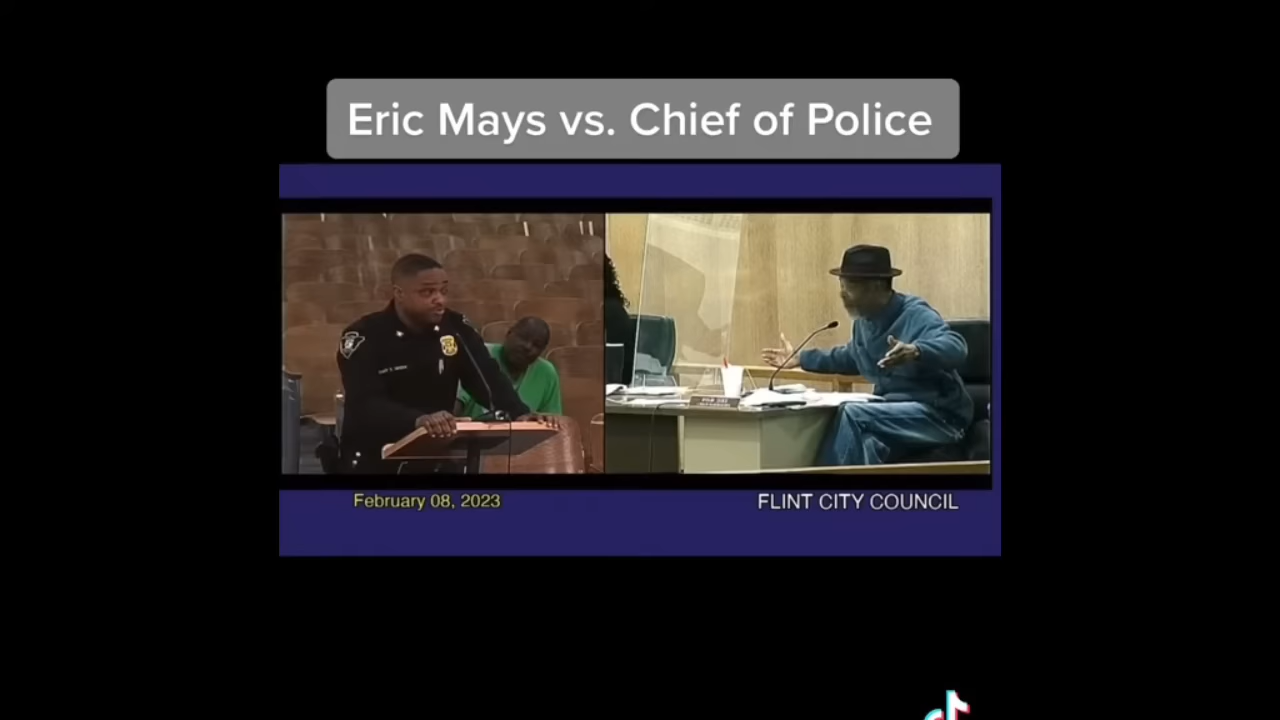 Eric Mays vs. Chief of Police
February 08, 2023
FLINT CITY COUNCIL